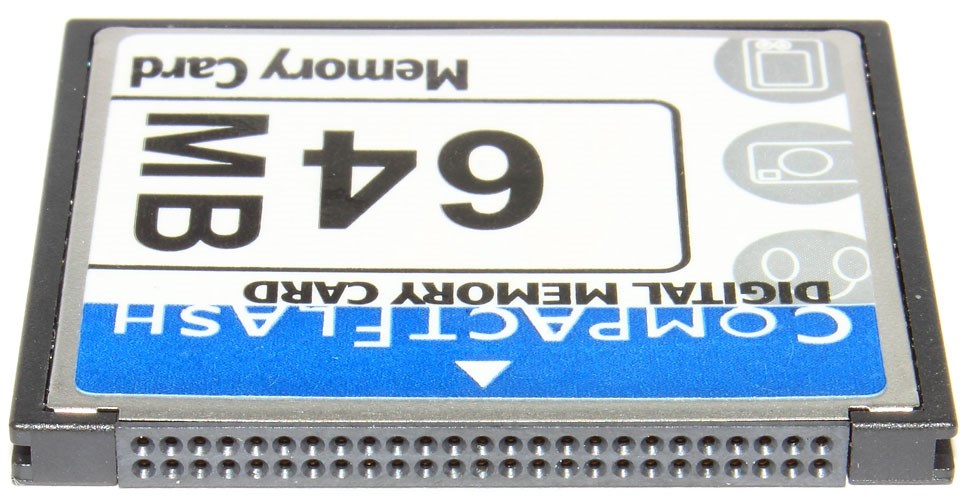 COMPACTFLASH
DIGITAL MEMORY CARD
64 MB
Memory Card